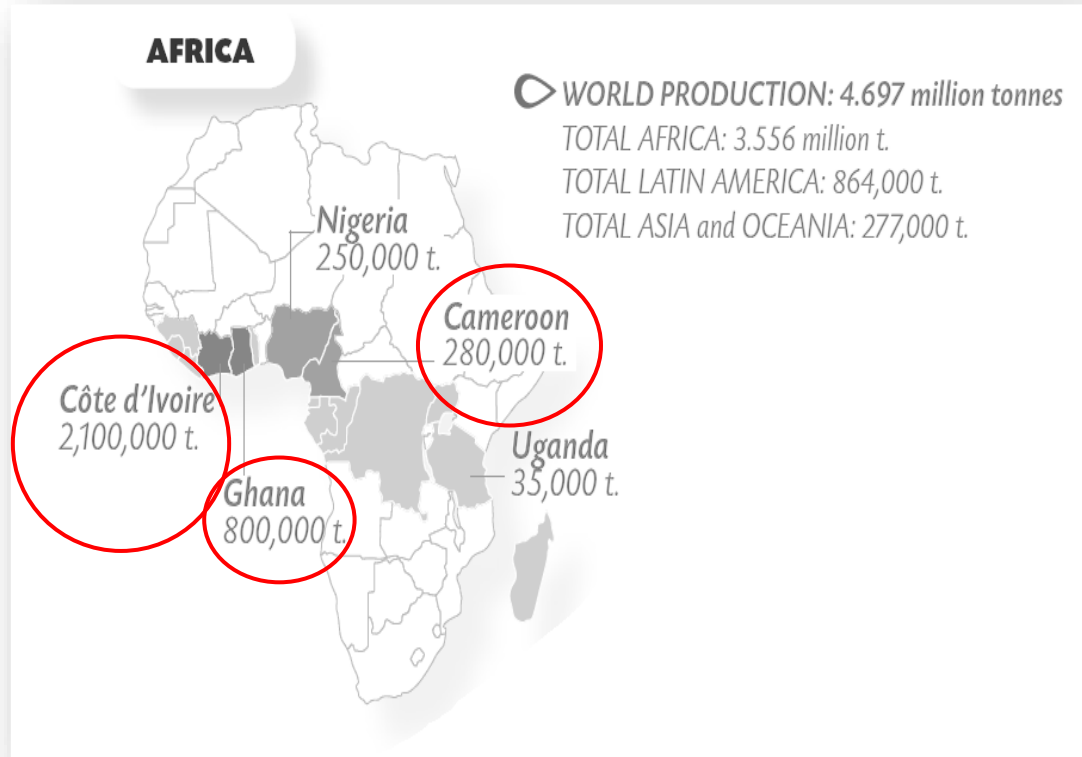 AFRICA
WORLD PRODUCTION: 4.697 million tonnes
TOTAL AFRICA: 3.556 million t.
TOTAL LATIN AMERICA: 864,000 t.
TOTAL ASIA and OCEANIA: 277,000 t.
Nigeria
250,000 t.
Cameroon
280,000 t.
Côte d'Ivoire
2,100,000 t.
Uganda
35,000 t.
Ghana
800,000 t.